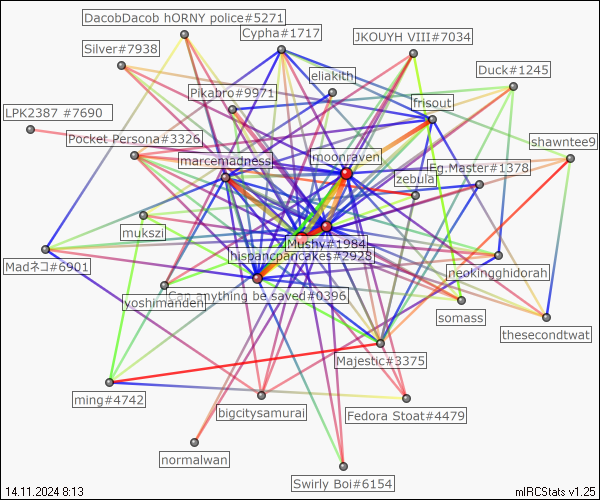 DacobDacob hORNY police#5271
Cypha#1717
JKOUYH VIII#7034
Silver#7938
eliakith
Duck#1245
Pikabro#9971
frisout
LPK2387 #7690
Pocket Persona#3326
shawntee9
marcemadness
moonraven
Eg.Master#1378
zebula
mukszi
Mushy#1984
hispancpancakes#2928
Madネコ#6901
neokingghidorah
yoshimanden
Can anything be saved#0396
somass
thesecondtwat
Majestic#3375
ming#4742
bigcitysamurai
Fedora Stoat#4479
normalwan
Swirly Boi#6154
14.11.2024 8:13
mIRCStats v1.25